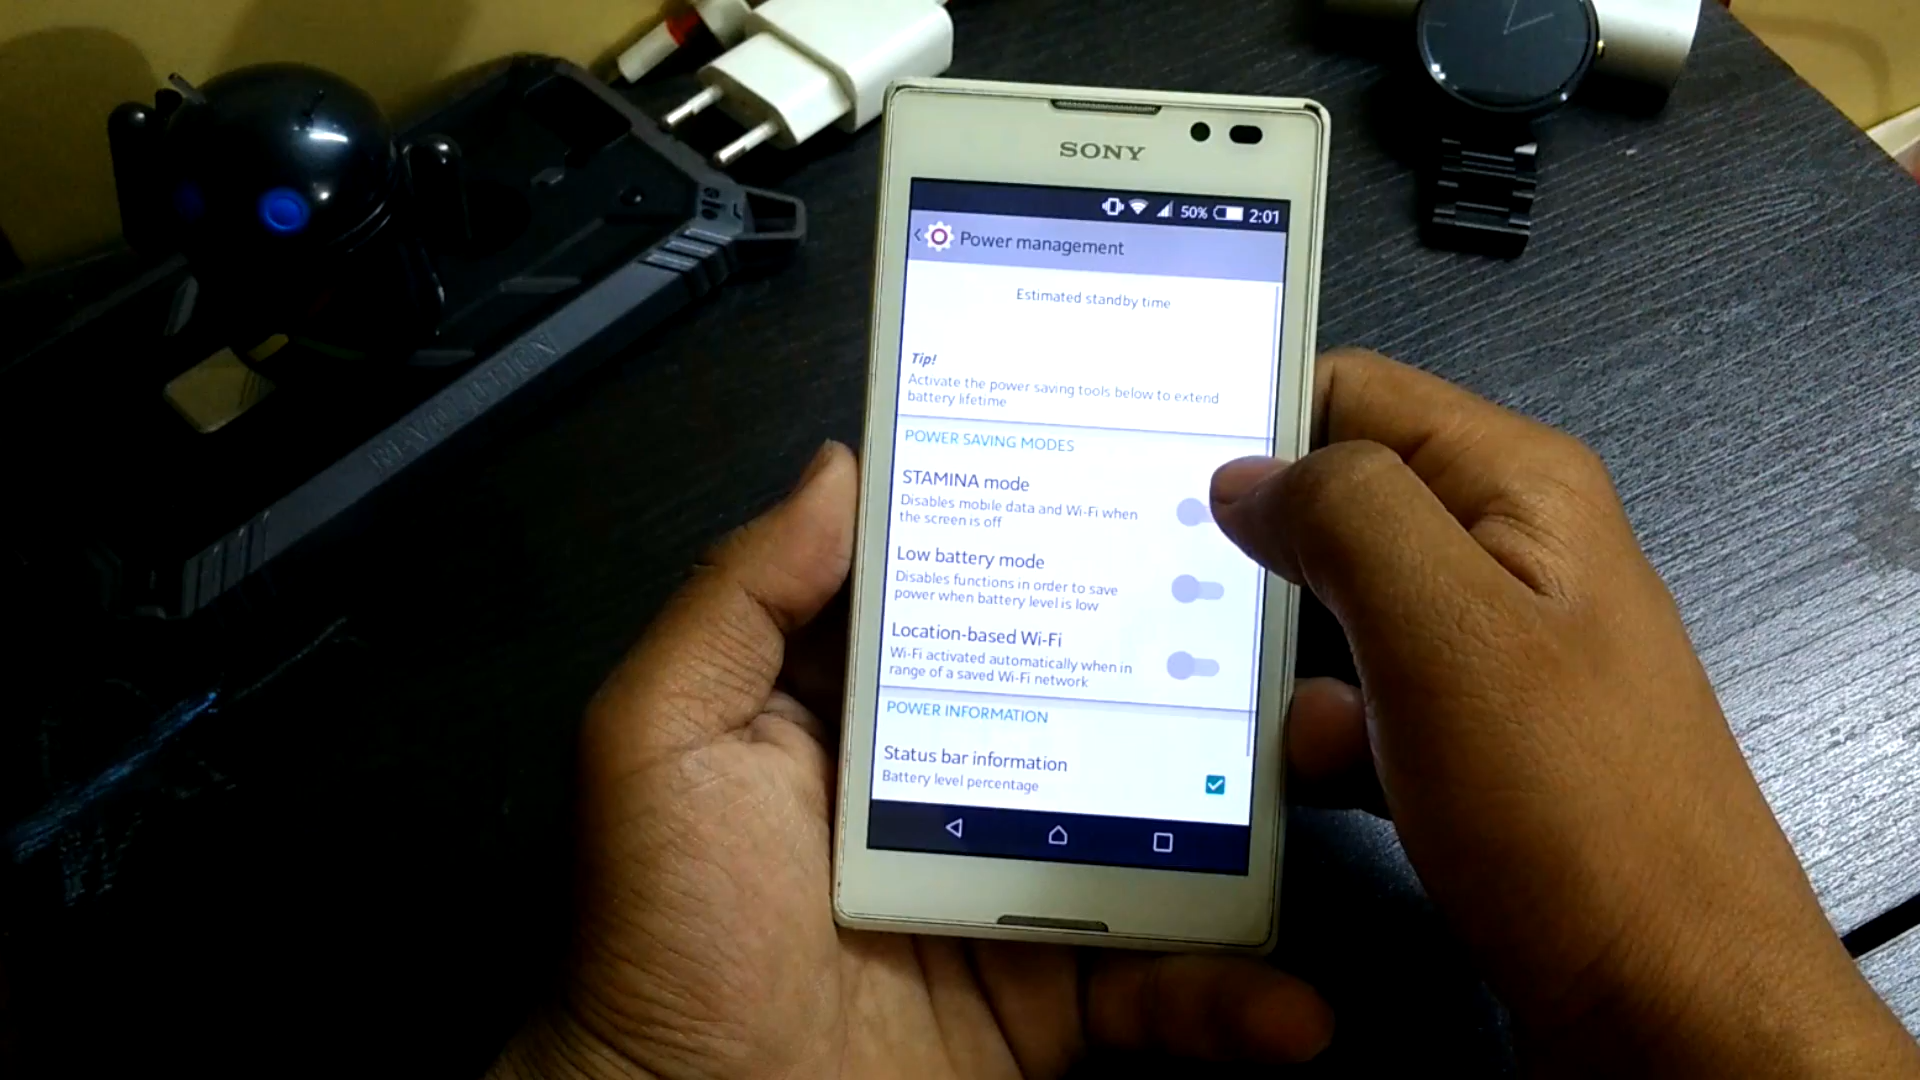 SONY
50% 2:01
Power management
Estimated standby time
Tip!
Activate the power saving tools below to extend
battery lifetime
POWER SAVING MODES
STAMINA mode
Disables mobile data and Wi-Fi when
the screen is off
Low battery mode
Disables functions in order to save
power when battery level is low
Location-based Wi-Fi
Wi-Fi activated automatically when in
range of a saved Wi-Fi network
POWER INFORMATION
Status bar information
Battery level percentage